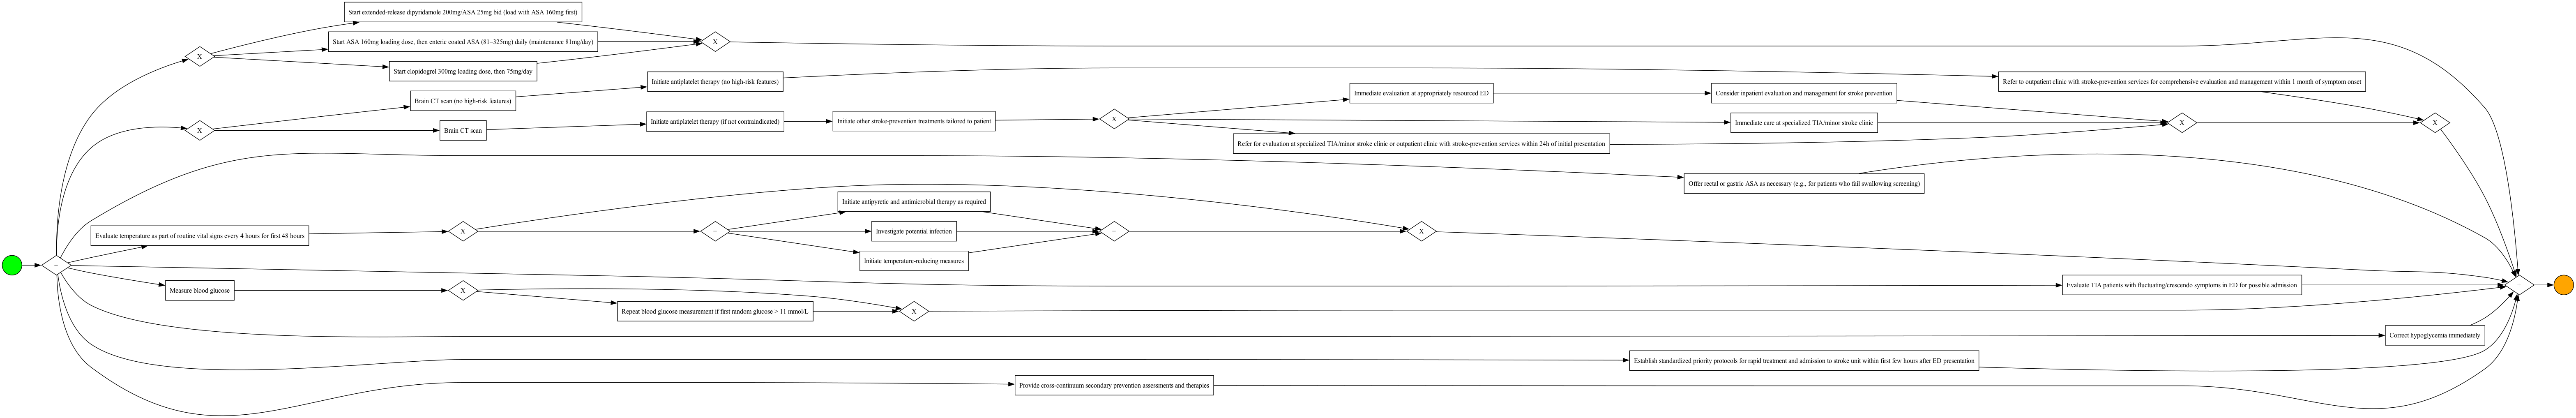 Start extended-release dipyridamole 200mg/ASA 25mg bid (load with ASA 160mg first)
X
Start ASA 160mg loading dose, then enteric coated ASA (81–325mg) daily (maintenance 81mg/day)
X
Start clopidogrel 300mg loading dose, then 75mg/day
Initiate antiplatelet therapy (no high-risk features)
Refer to outpatient clinic with stroke-prevention services for comprehensive evaluation and management within 1 month of symptom onset
Brain CT scan (no high-risk features)
Immediate evaluation at appropriately resourced ED
Consider inpatient evaluation and management for stroke prevention
X
Brain CT scan
Initiate antiplatelet therapy (if not contraindicated)
Initiate other stroke-prevention treatments tailored to patient
X
Immediate care at specialized TIA/minor stroke clinic
X
X
Refer for evaluation at specialized TIA/minor stroke clinic or outpatient clinic with stroke-prevention services within 24h of initial presentation
Offer rectal or gastric ASA as necessary (e.g., for patients who fail swallowing screening)
Initiate antipyretic and antimicrobial therapy as required
Evaluate temperature as part of routine vital signs every 4 hours for first 48 hours
X
+
Investigate potential infection
+
X
Initiate temperature-reducing measures
+
Evaluate TIA patients with fluctuating/crescendo symptoms in ED for possible admission
+
Measure blood glucose
X
Repeat blood glucose measurement if first random glucose > 11 mmol/L
X
Correct hypoglycemia immediately
Establish standardized priority protocols for rapid treatment and admission to stroke unit within first few hours after ED presentation
Provide cross-continuum secondary prevention assessments and therapies